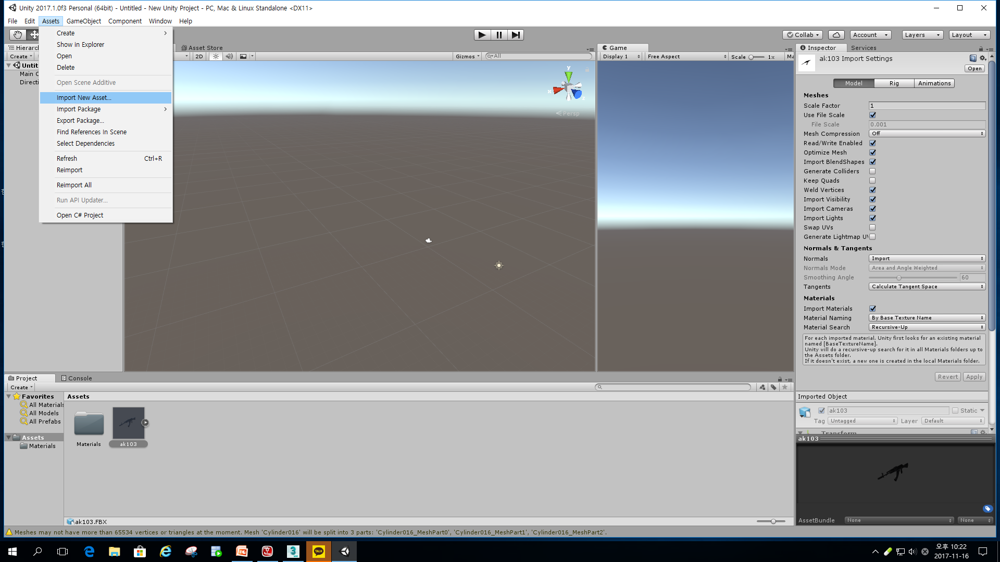 Unity 2017.1.0f3 Personal (64bit) - Untitled - New Unity Project - PC, Mac & Linux Standalone <DX11>
File Edit Assets GameObject Component Window Help
Collab Account Layers Layout
Create
Show in Explorer
Open
Delete
Open Scene Additive
Import New Asset...
Import Package
Export Package...
Find References In Scene
Select Dependencies
Refresh Ctrl+R
Reimport
Reimport All
Run API Updater...
Open C# Project
Hierarch
Create
Untit
Main C
Directi
Asset Store
2D Gizmos All
y
x
z
Persp
Game
Display 1 Free Aspect Scale 1x Ma
Inspector Services
ak103 Import Settings
Open
Model Rig Animations
Meshes
Scale Factor 1
Use File Scale
File Scale 0.001
Mesh Compression Off
Read/Write Enabled
Optimize Mesh
Import BlendShapes
Generate Colliders
Keep Quads
Weld Vertices
Import Visibility
Import Cameras
Import Lights
Swap UVs
Generate Lightmap UV
Normals & Tangents
Normals Import
Normals Mode Area and Angle Weighted
Smoothing Angle 60
Tangents Calculate Tangent Space
Materials
Import Materials
Material Naming By Base Texture Name
Material Search Recursive-Up
For each imported material, Unity first looks for an existing material
named [BaseTextureName].
Unity will do a recursive-up search for it in all Materials folders up to
the Assets folder.
If it doesn't exist, a new one is created in the local Materials folder.
Revert Apply
Imported Object
ak103 Static
Tag Untagged Layer Default
Transform
ak103
AssetBundle None None
Project Console
Create
Favorites
All Materials
All Models
All Prefabs
Assets
Materials
Assets
Materials ak103
ak103.FBX
Meshes may not have more than 65534 vertices or triangles at the moment. Mesh 'Cylinder016' will be split into 3 parts: 'Cylinder016_MeshPart0', 'Cylinder016_MeshPart1', 'Cylinder016_MeshPart2'.
TALK
오후 10:22
2017-11-16